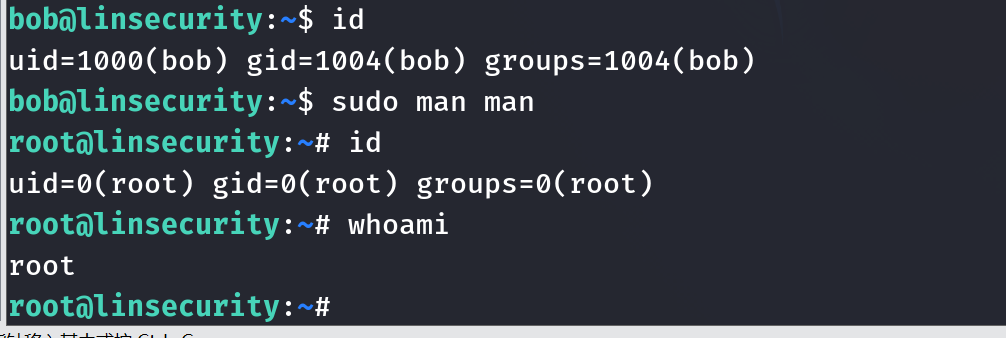 bob@linsecurity:~$ id
uid=1000(bob) gid=1004(bob) groups=1004(bob)
bob@linsecurity:~$ sudo man man
root@linsecurity:~# id
uid=0(root) gid=0(root) groups=0(root)
root@linsecurity:~# whoami
root
root@linsecurity:~#